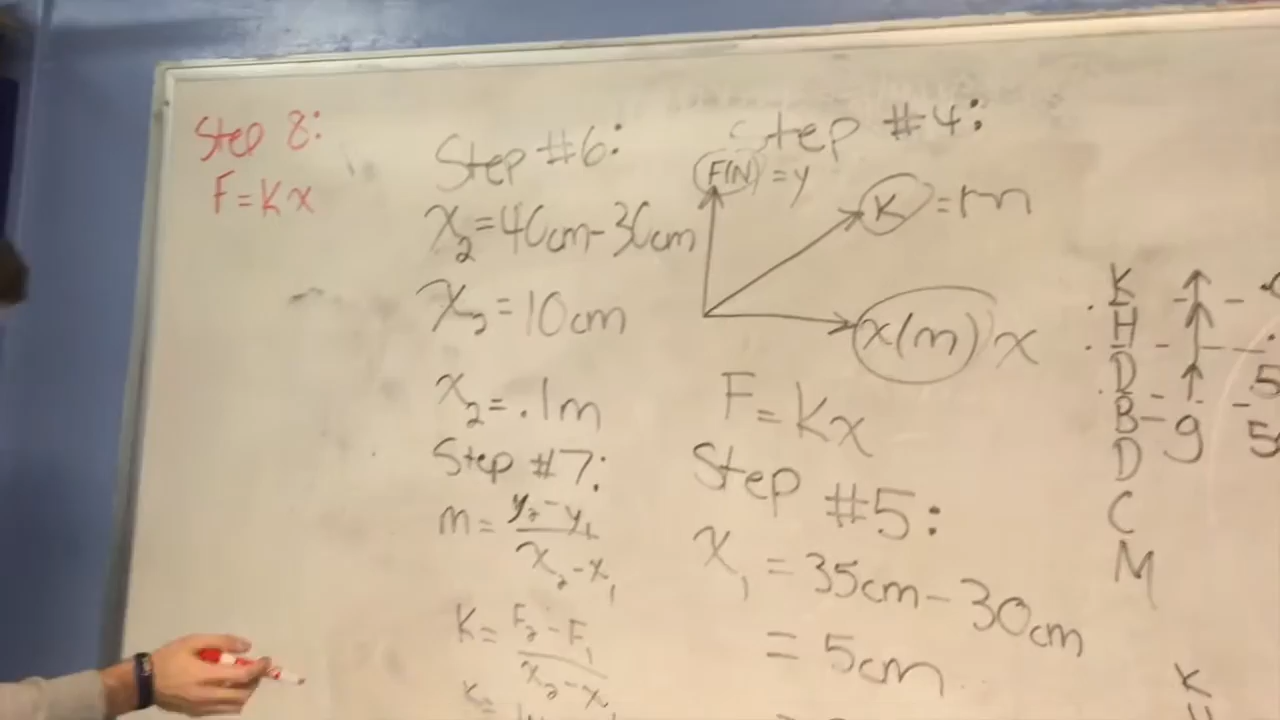 Step 8:
F=Kx
Step #6:
x₂=40cm-30cm
x₂=10cm
x₂=.1m
Step #7:
m=(y₂-y₁)/(x₂-x₁)
K=(F₂-F₁)/(x₂-x₁)
K=
Step #4:
F(N)=y
K=m
x(m) x
F=Kx
Step #5:
x₁=35cm-30cm
=5cm
=
K
H
D
B g
D
C
M
K